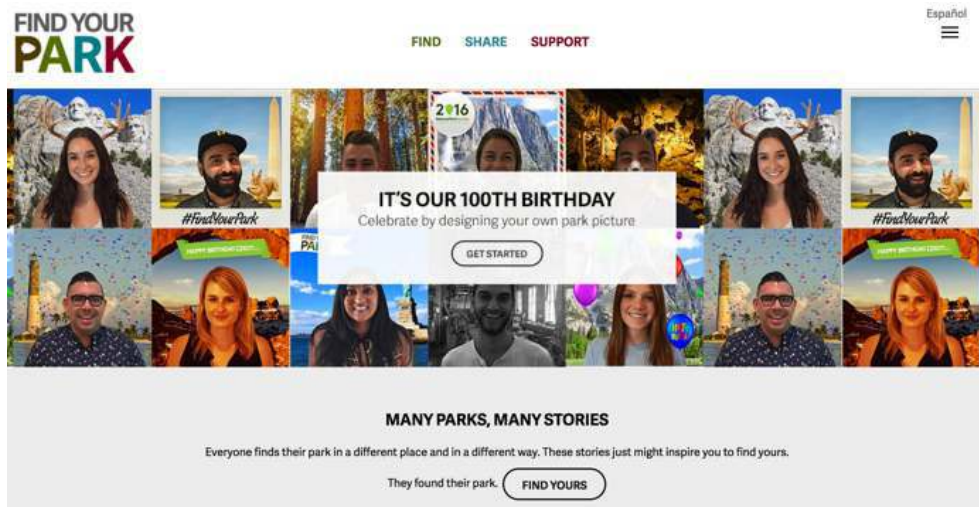 FIND YOUR
PARK
FIND SHARE SUPPORT
Español
2016
#FindYourPark
#FindYourPark
IT'S OUR 100TH BIRTHDAY
Celebrate by designing your own park picture
GET STARTED
MANY PARKS, MANY STORIES
Everyone finds their park in a different place and in a different way. These stories just might inspire you to find yours.
They found their park. FIND YOURS